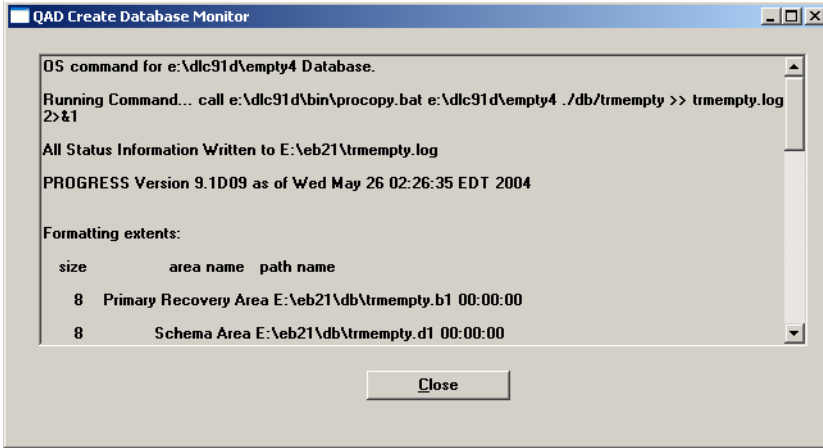 QAD Create Database Monitor
OS command for e:\dlc91d\empty4 Database.
Running Command... call e:\dlc91d\bin\procopy.bat e:\dlc91d\empty4 ./db/trmempty >> trmempty.log
2>&1
All Status Information Written to E:\eb21\trmempty.log
PROGRESS Version 9.1D09 as of Wed May 26 02:26:35 EDT 2004
Formatting extents:
size area name path name
8 Primary Recovery Area E:\eb21\db\trmempty.b1 00:00:00
8 Schema Area E:\eb21\db\trmempty.d1 00:00:00
Close